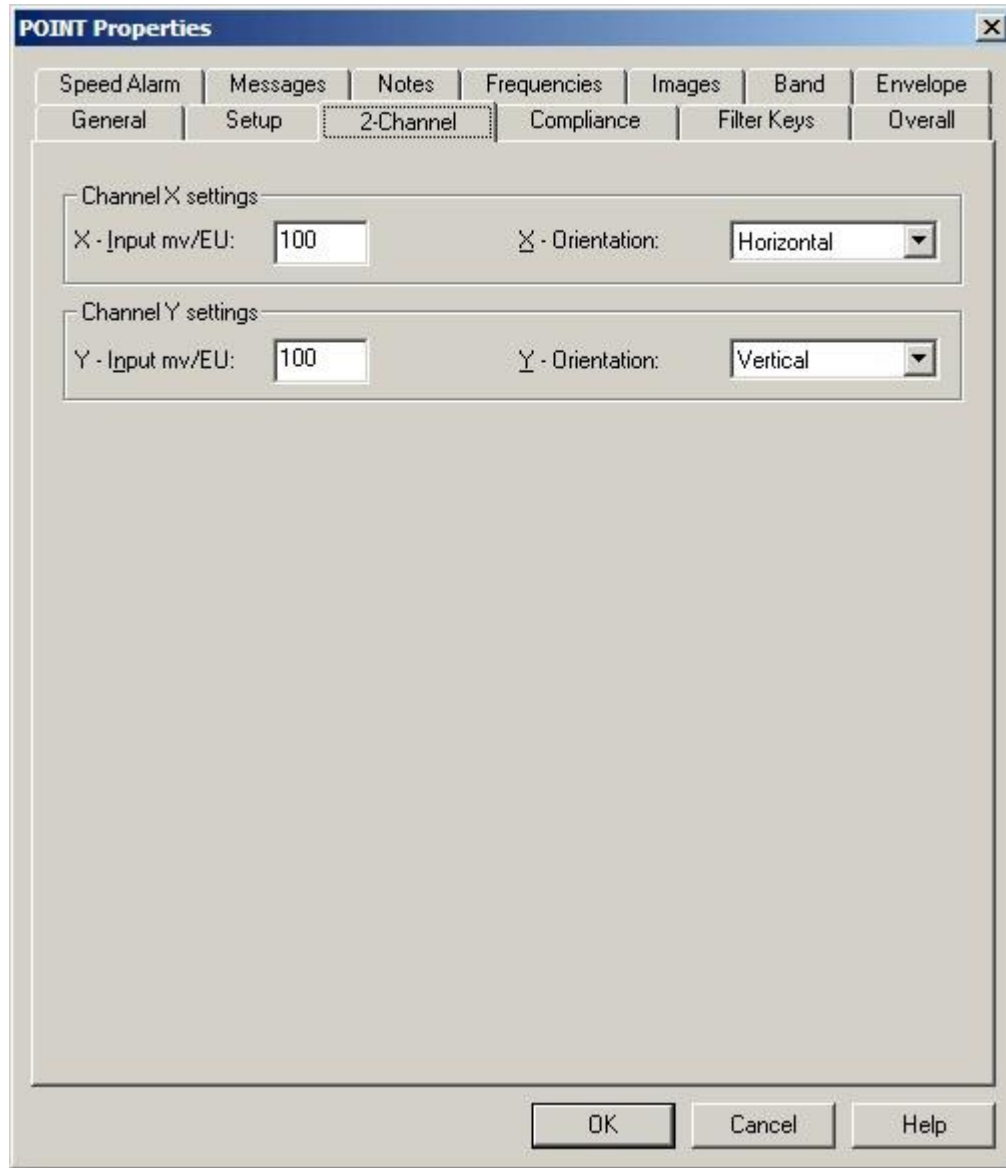 POINT Properties
Speed Alarm Messages Notes Frequencies Images Band Envelope
General Setup 2-Channel Compliance Filter Keys Overall
Channel X settings
X - Input mv/EU: 100 X - Orientation: Horizontal
Channel Y settings
Y - Input mv/EU: 100 Y - Orientation: Vertical
OK Cancel Help